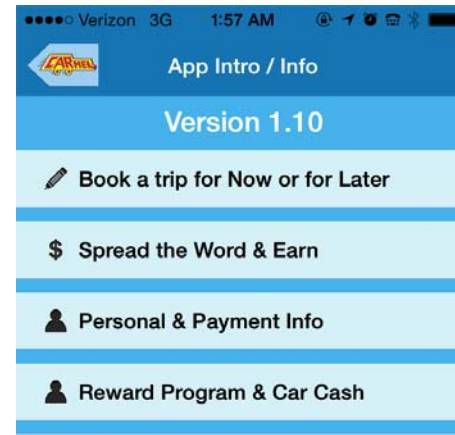 Verizon 3G 1:57 AM
CARMEL App Intro / Info
Version 1.10
Book a trip for Now or for Later
$ Spread the Word & Earn
Personal & Payment Info
Reward Program & Car Cash